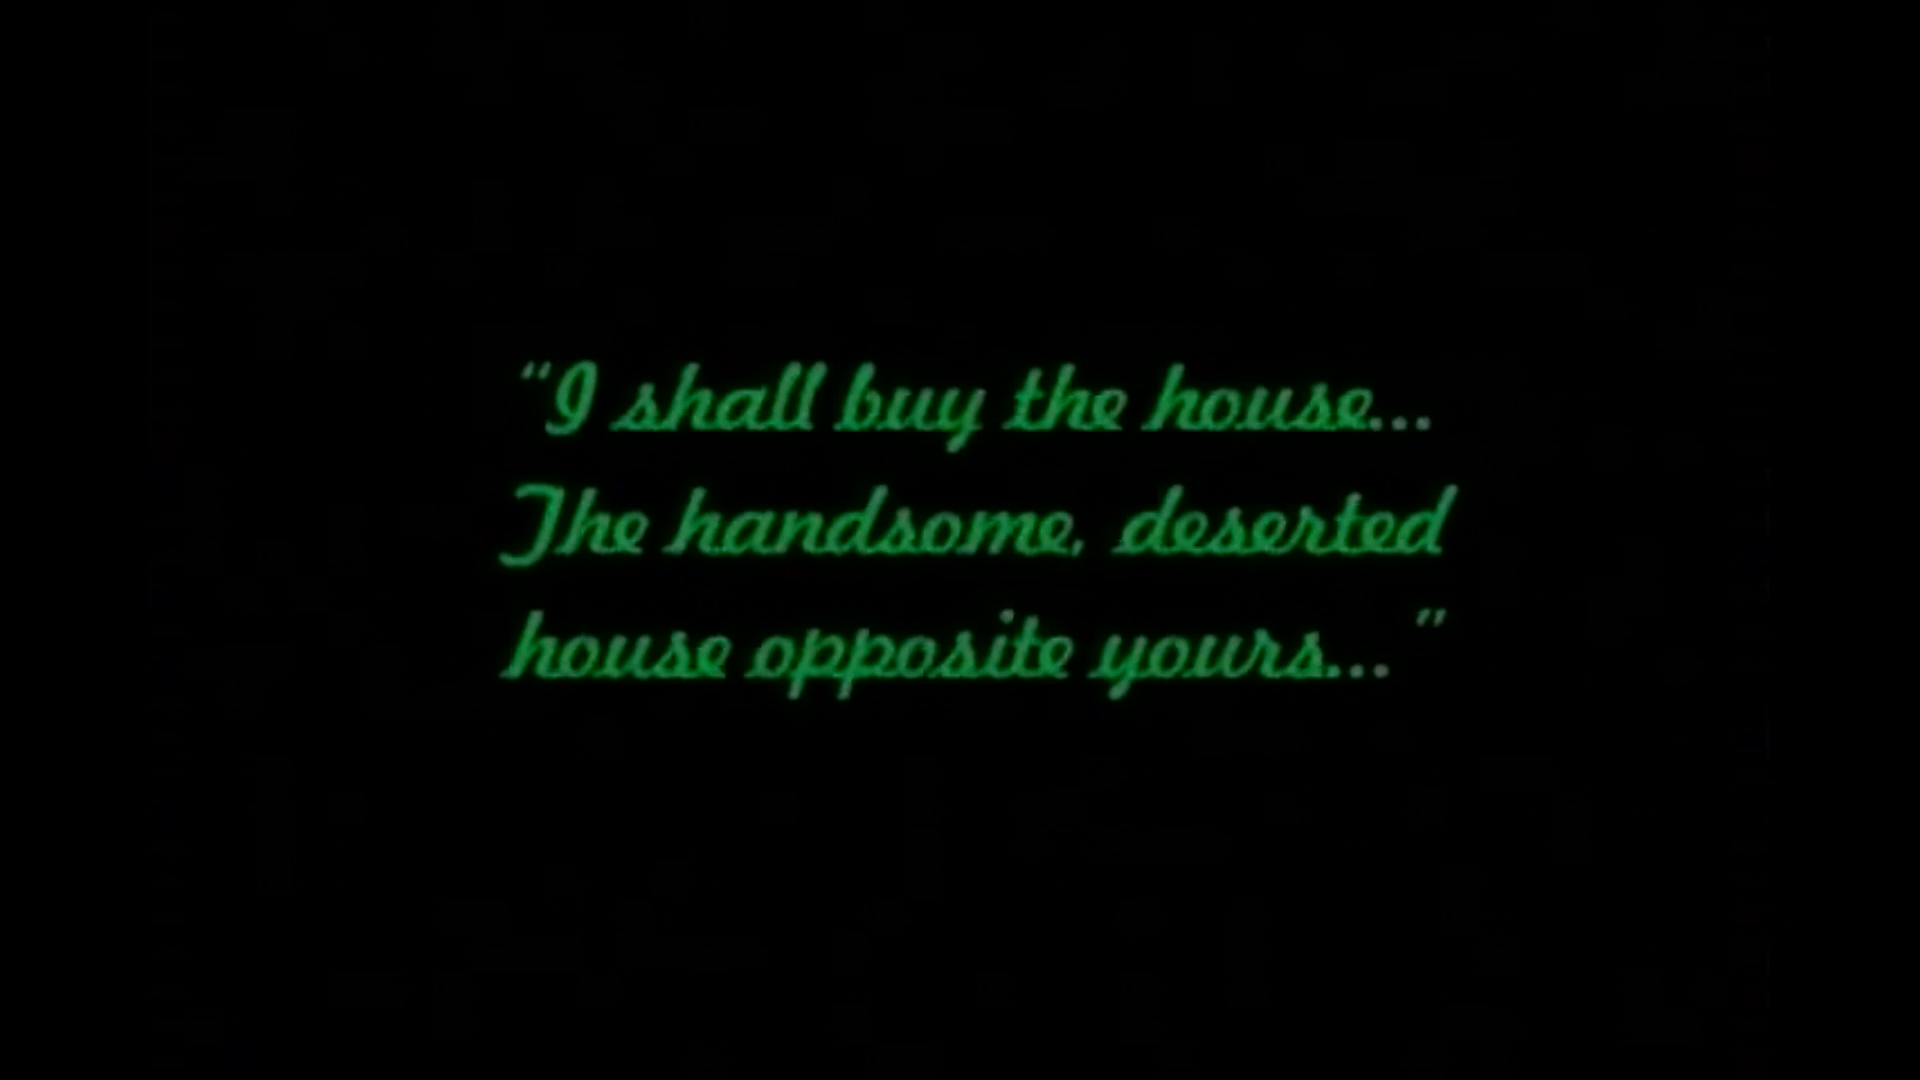 “I shall buy the house...
The handsome, deserted
house opposite yours...”